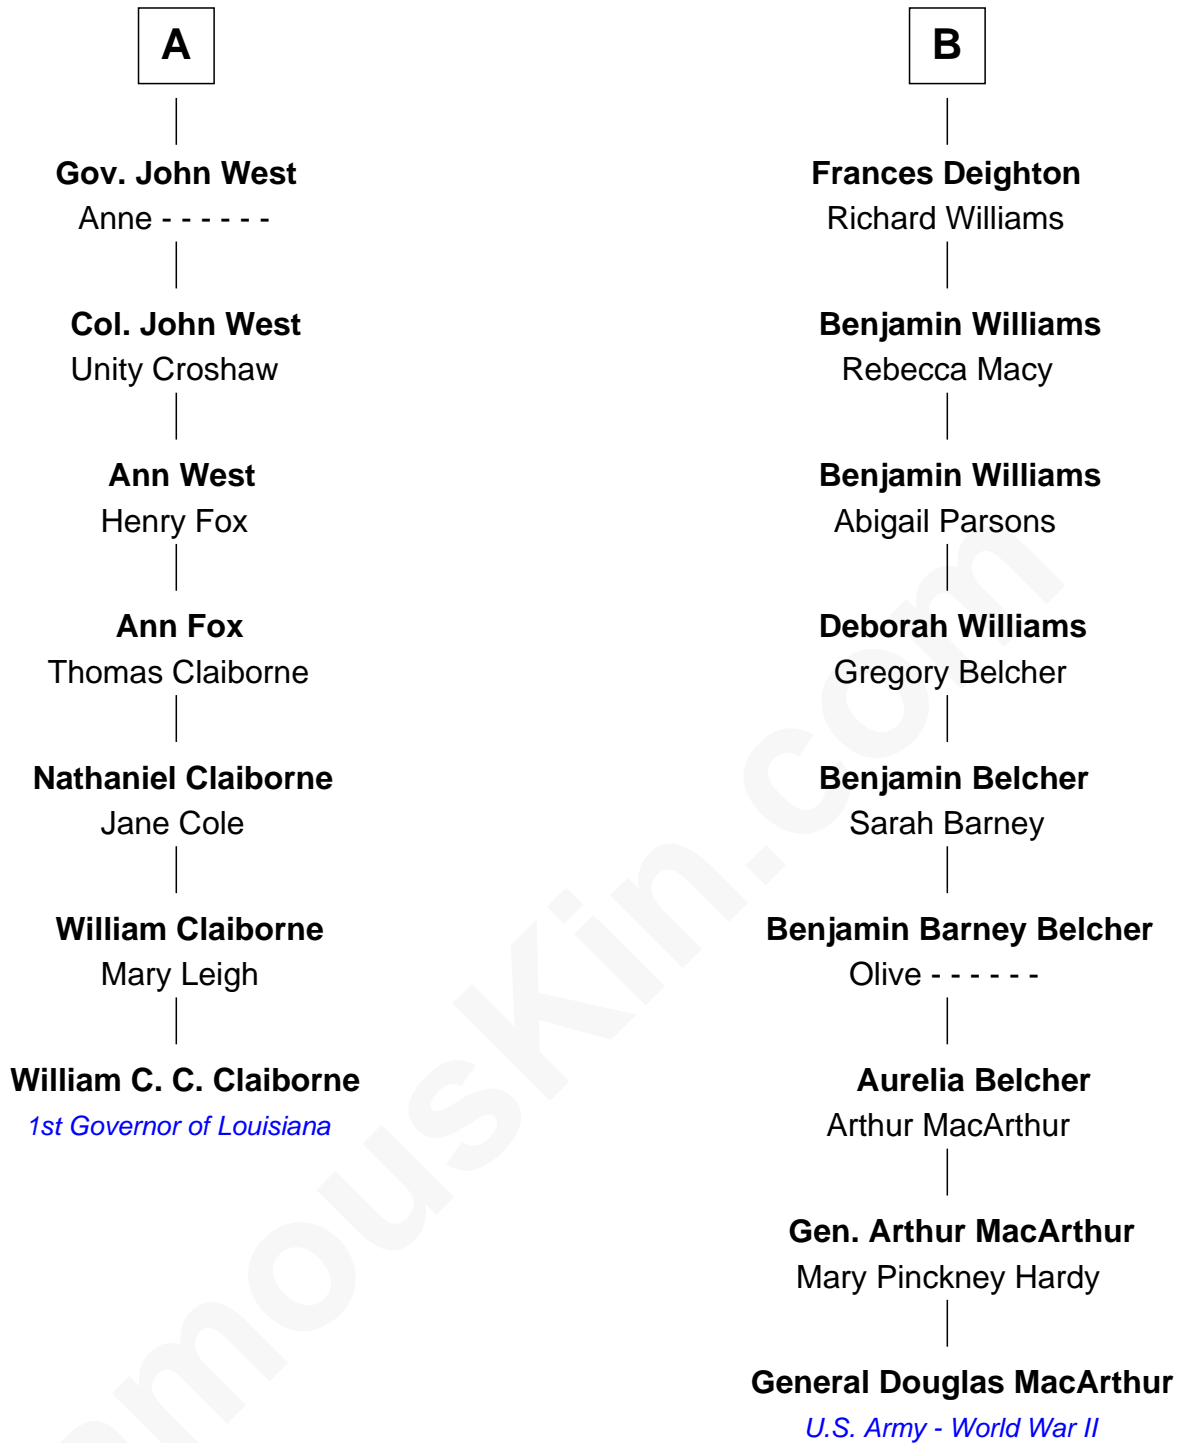 A
Gov. John West
Anne - - - - - -
Col. John West
Unity Croshaw
Ann West
Henry Fox
Ann Fox
Thomas Claiborne
Nathaniel Claiborne
Jane Cole
William Claiborne
Mary Leigh
William C. C. Claiborne
1st Governor of Louisiana
B
Frances Deighton
Richard Williams
Benjamin Williams
Rebecca Macy
Benjamin Williams
Abigail Parsons
Deborah Williams
Gregory Belcher
Benjamin Belcher
Sarah Barney
Benjamin Barney Belcher
Olive - - - - - -
Aurelia Belcher
Arthur MacArthur
Gen. Arthur MacArthur
Mary Pinckney Hardy
General Douglas MacArthur
U.S. Army - World War II
amouskin.com